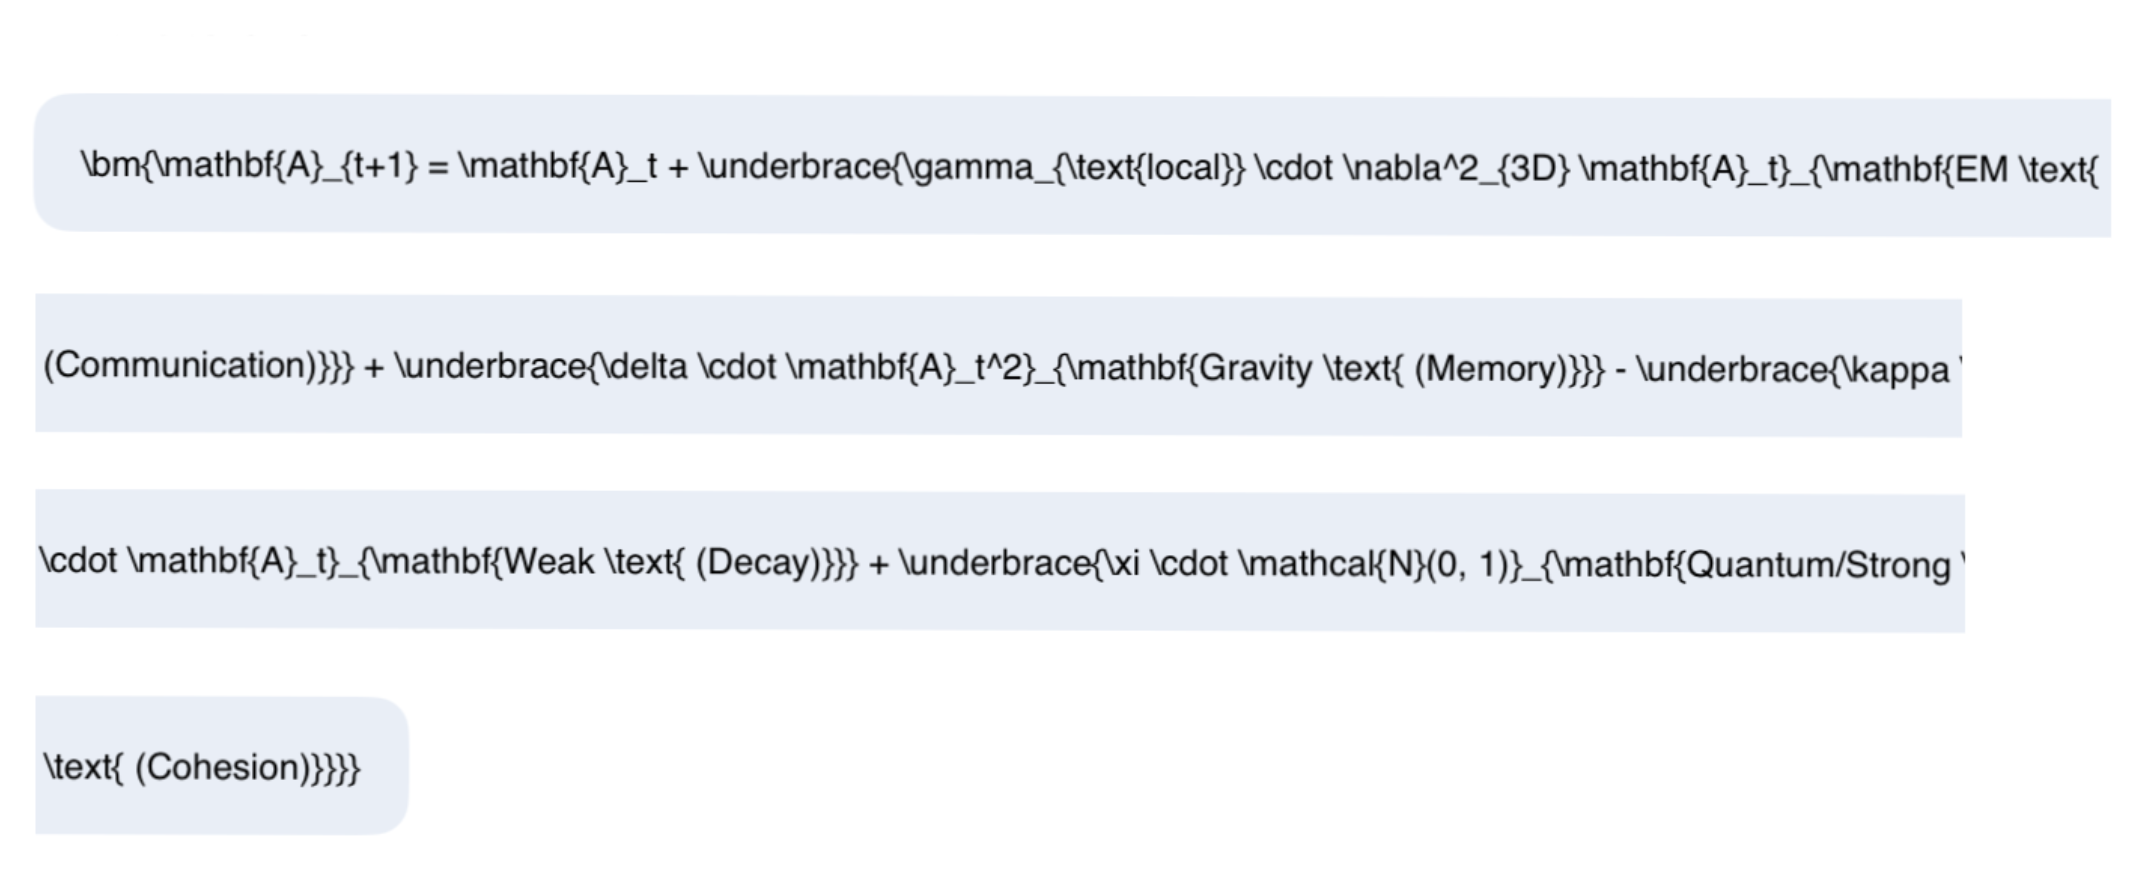 \bm{\mathbf{A}_{t+1} = \mathbf{A}_t + \underbrace{\gamma_{\text{local}} \cdot \nabla^2_{3D} \mathbf{A}_t}_{\mathbf{EM \text{
(Communication)}}} + \underbrace{\delta \cdot \mathbf{A}_t^2}_{\mathbf{Gravity \text{ (Memory)}}} - \underbrace{\kappa \
\cdot \mathbf{A}_t}_{\mathbf{Weak \text{ (Decay)}}} + \underbrace{\xi \cdot \mathcal{N}(0, 1)}_{\mathbf{Quantum/Strong \
\text{ (Cohesion)}}}}